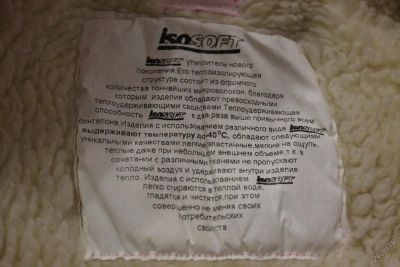 isoSOFT
isoSOFT утеплитель нового
поколения.Его теплоизолирующая
структура состоит из огромного
количества тончайших микроволокон, благодаря
которым изделия обладают превосходными
теплоудерживающими свойствами.Теплоудерживающая
способность isoSOFT в два раза выше привычного всем
синтепона Изделия с использованием различного вида isoSOFT
выдерживают температуру до-40°С, обладают следующими
уникальными качествами легкие,эластичные,мягкие на ощупь,
теплые даже при небольшом внешнем объеме,т.к. в
сочетании с различными тканями не пропускают
холодный воздух и удерживают внутри изделия
тепло. Изделия с использованием isoSOFT
легко стираются в теплой воде,
гладятся и чистятся,при этом
совершенно не меняя своих
потребительских
свойств